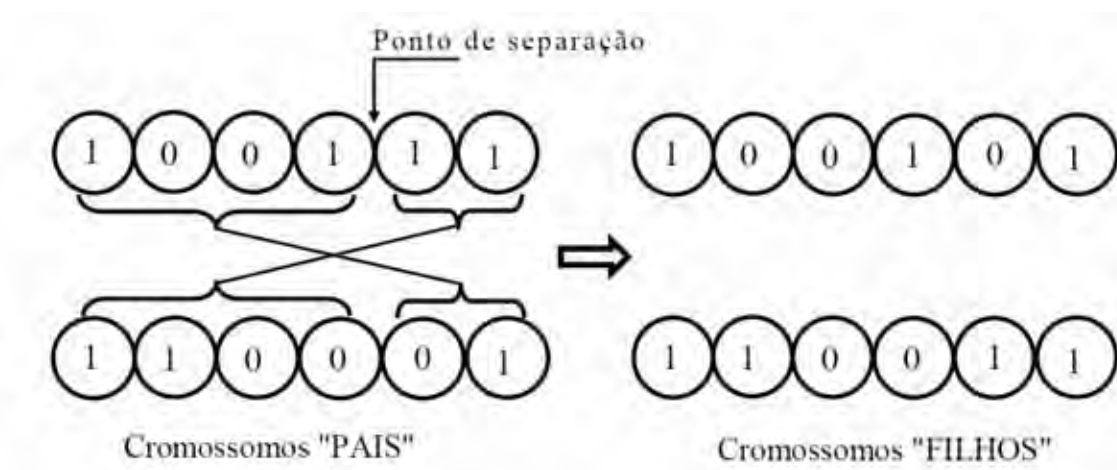 Ponto de separação
1 0 0 1 1 1
1 0 0 1 0 1
1 1 0 0 0 1
1 1 0 0 1 1
Cromossomos "PAIS"
Cromossomos "FILHOS"